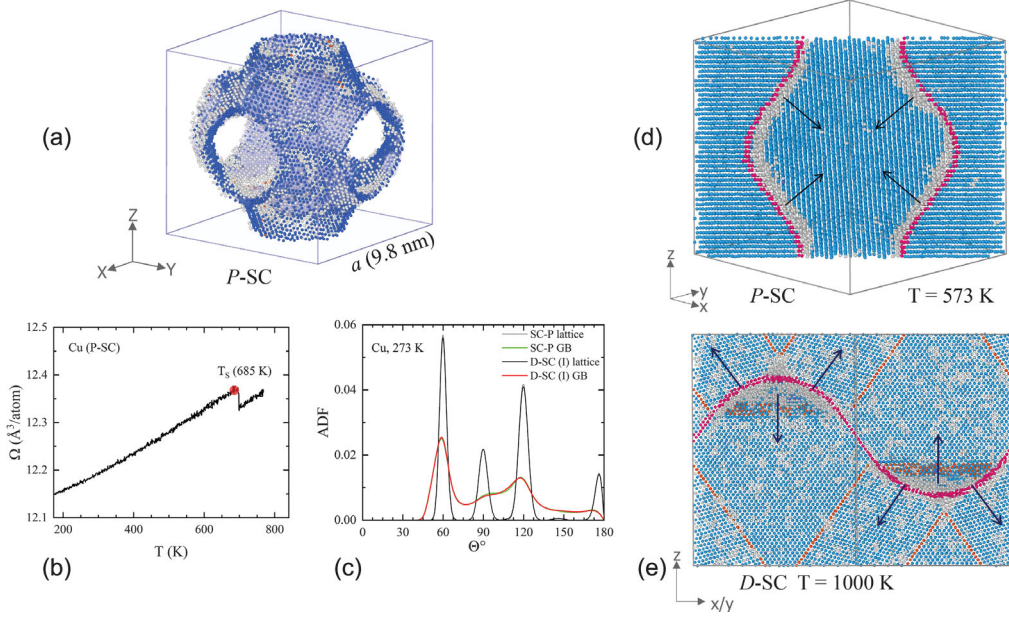 (a)
Z
X
Y
P-SC
a (9.8 nm)
(b)
12.5
12.4
12.3
12.2
12.1
Ω (Å³/atom)
Cu (P-SC)
T_S (685 K)
200 400 600 800
T (K)
(c)
0.06
0.04
0.02
0.00
ADF
Cu, 273 K
SC-P lattice
SC-P GB
D-SC (I) lattice
D-SC (I) GB
0 30 60 90 120 150 180
Θ°
(d)
z
y
x
P-SC
T = 573 K
(e)
z
x/y
D-SC T = 1000 K